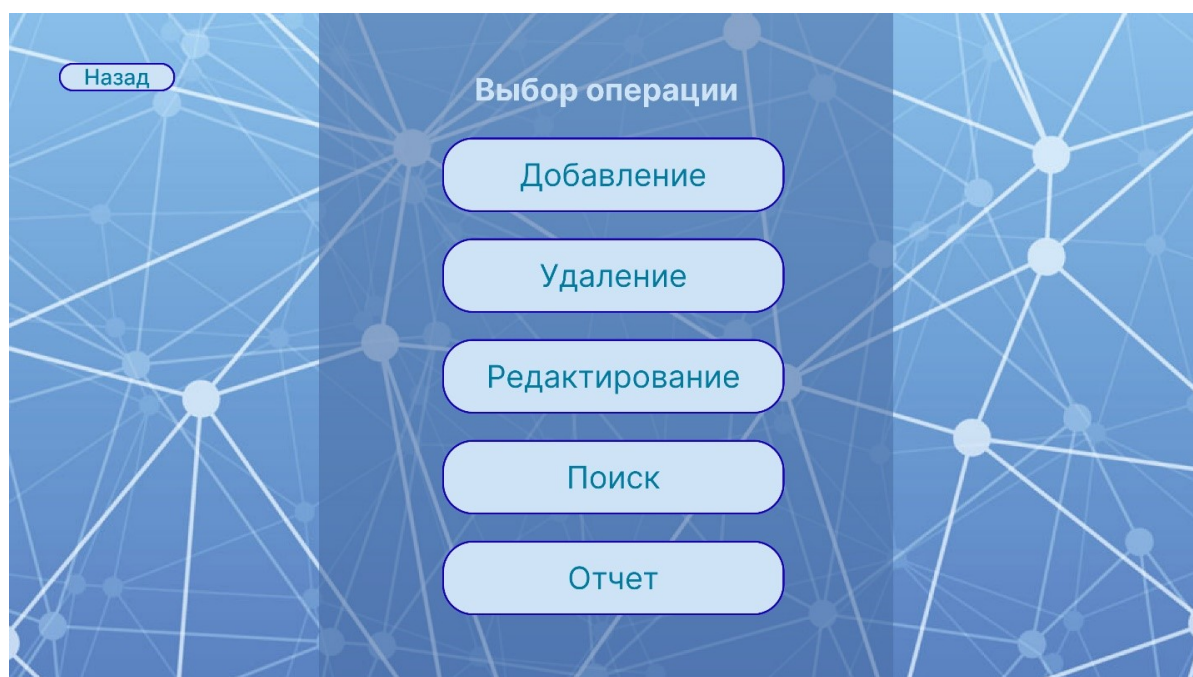 Назад
Выбор операции
Добавление
Удаление
Редактирование
Поиск
Отчет